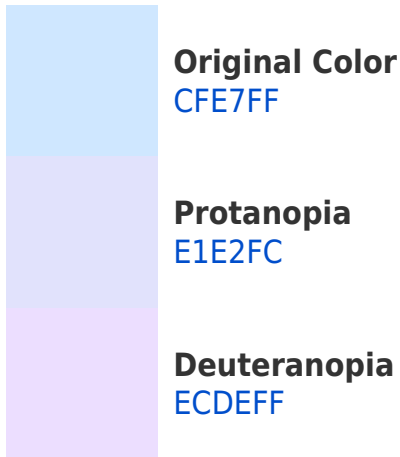 Original Color
CFE7FF
Protanopia
E1E2FC
Deuteranopia
ECDEFF